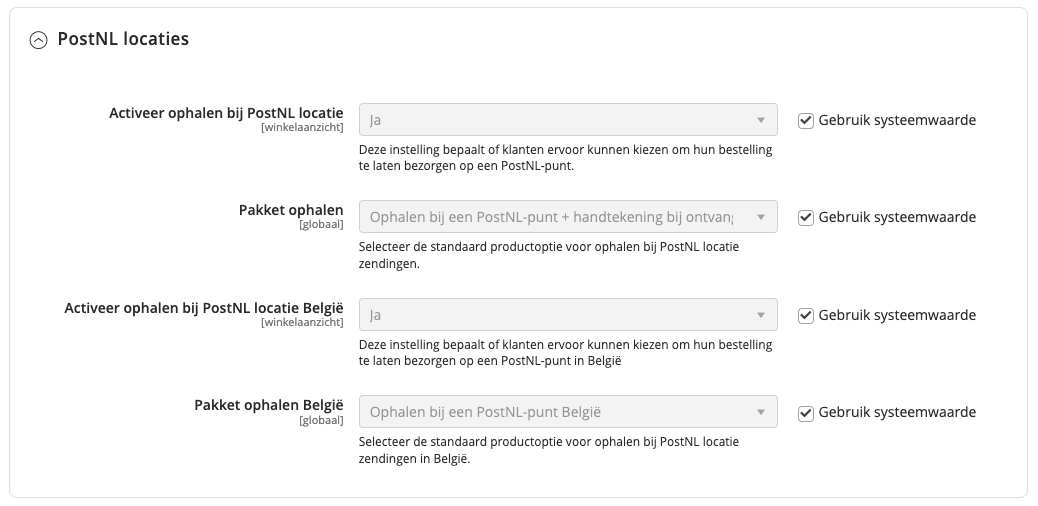 PostNL locaties
Activeer ophalen bij PostNL locatie
[winkelaanzicht]
Ja
Gebruik systeemwaarde
Deze instelling bepaalt of klanten ervoor kunnen kiezen om hun bestelling
te laten bezorgen op een PostNL-punt.
Pakket ophalen
[globaal]
Ophalen bij een PostNL-punt + handtekening bij ontvang
Gebruik systeemwaarde
Selecteer de standaard productoptie voor ophalen bij PostNL locatie
zendingen.
Activeer ophalen bij PostNL locatie België
[winkelaanzicht]
Ja
Gebruik systeemwaarde
Deze instelling bepaalt of klanten ervoor kunnen kiezen om hun bestelling
te laten bezorgen op een PostNL-punt in België
Pakket ophalen België
[globaal]
Ophalen bij een PostNL-punt België
Gebruik systeemwaarde
Selecteer de standaard productoptie voor ophalen bij PostNL locatie
zendingen in België.